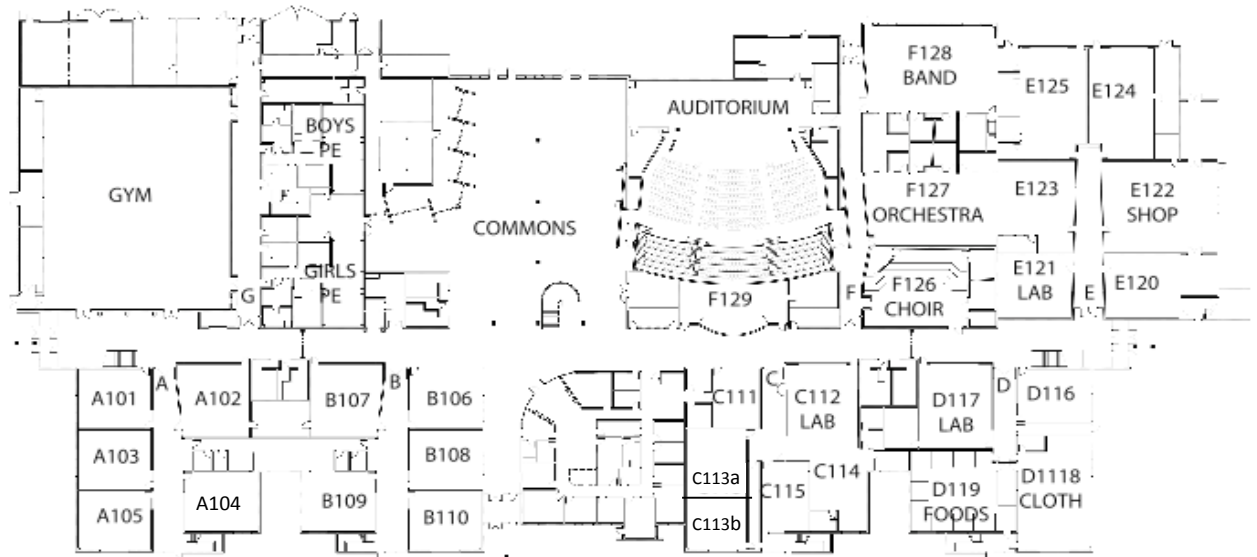 F128
BAND
E125
E124
AUDITORIUM
BOYS
PE
GYM
F127
ORCHESTRA
E123
E122
SHOP
COMMONS
GIRLS
PE
G
F129
F
F126
CHOIR
E121
LAB
E
E120
A
B
C
D
A101
A102
B107
B106
C111
C112
LAB
D117
LAB
D116
A103
B108
C113a
C114
C115
A104
B109
D119
FOODS
D1118
CLOTH
A105
B110
C113b